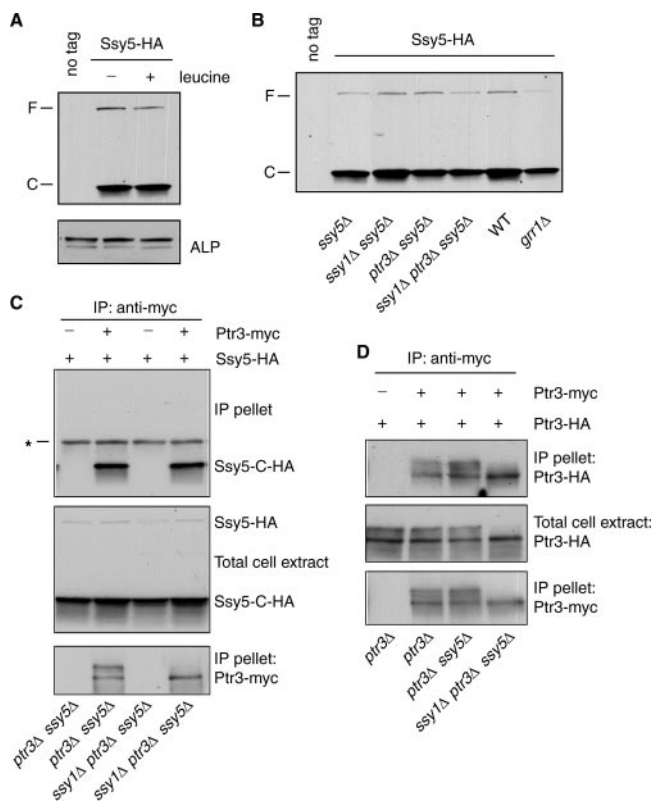 A
no tag
Ssy5-HA
− + leucine
F
C
ALP
B
no tag
Ssy5-HA
F
C
ssy5Δ
ssy1Δ ssy5Δ
ptr3Δ ssy5Δ
ssy1Δ ptr3Δ ssy5Δ
WT
grr1Δ
C
IP: anti-myc
− + − + Ptr3-myc
+ + + + Ssy5-HA
IP pellet
*
Ssy5-C-HA
Ssy5-HA
Total cell extract
Ssy5-C-HA
IP pellet:
Ptr3-myc
ptr3Δ ssy5Δ
ptr3Δ ssy5Δ
ssy1Δ ptr3Δ ssy5Δ
ssy1Δ ptr3Δ ssy5Δ
D
IP: anti-myc
− + + + Ptr3-myc
+ + + + Ptr3-HA
IP pellet:
Ptr3-HA
Total cell extract:
Ptr3-HA
IP pellet:
Ptr3-myc
ptr3Δ
ptr3Δ
ptr3Δ ssy5Δ
ssy1Δ ptr3Δ ssy5Δ